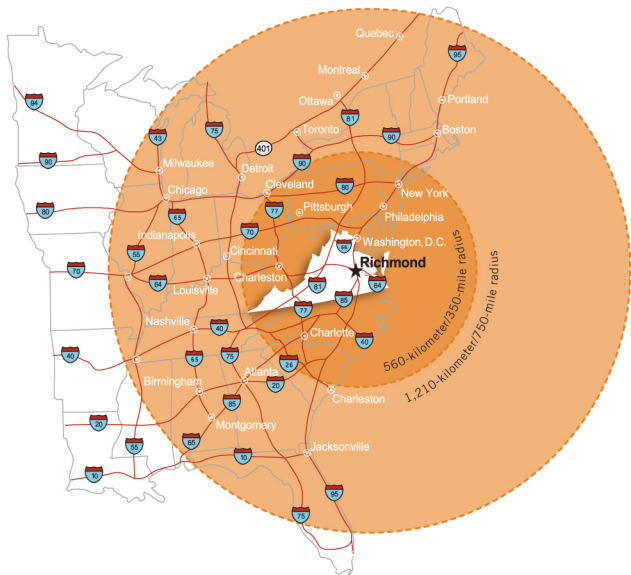 Quebec
95
Montreal
Ottawa
Portland
94
75
81
43
Toronto
90
Boston
401
90
90
Milwaukee
Detroit
Cleveland
80
New York
Chicago
77
80
65
Pittsburgh
Philadelphia
70
Indianapolis
Washington, D.C.
66
55
Cincinnati
Richmond
70
64
Charleston
81
64
Louisville
85
77
Nashville
40
Charlotte
40
560-kilometer/350-mile radius
1,210-kilometer/750-mile radius
40
65
75
26
Atlanta
20
Birmingham
Charleston
85
20
Montgomery
65
55
Jacksonville
10
10
95
75